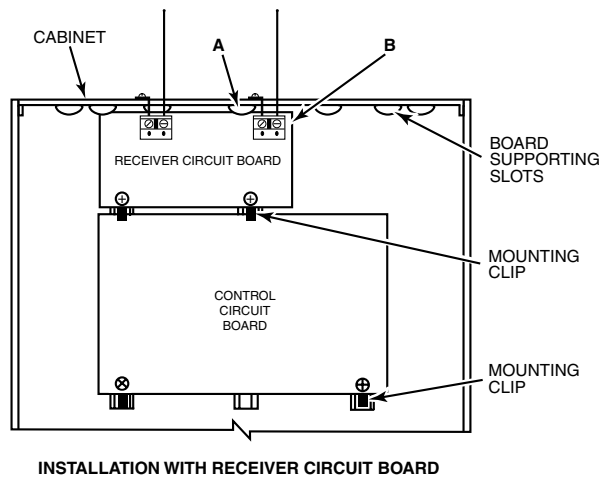 CABINET
A
B
RECEIVER CIRCUIT BOARD
BOARD
SUPPORTING
SLOTS
MOUNTING
CLIP
CONTROL
CIRCUIT
BOARD
MOUNTING
CLIP
INSTALLATION WITH RECEIVER CIRCUIT BOARD